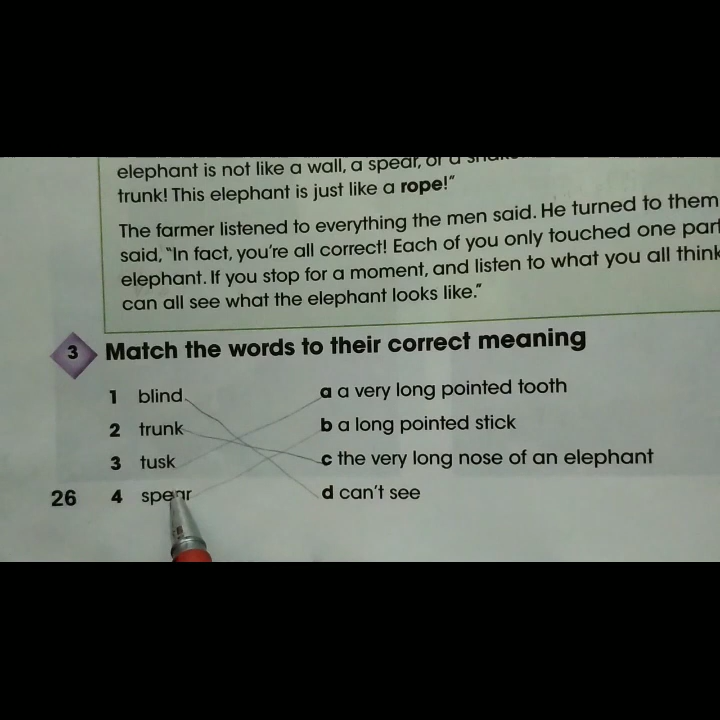 elephant is not like a wall, a spear, or a
trunk! This elephant is just like a rope!"
The farmer listened to everything the men said. He turned to them
said, "In fact, you're all correct! Each of you only touched one part
elephant. If you stop for a moment, and listen to what you all think
can all see what the elephant looks like."
3 Match the words to their correct meaning
1 blind a a very long pointed tooth
2 trunk b a long pointed stick
3 tusk c the very long nose of an elephant
26 4 spear d can't see